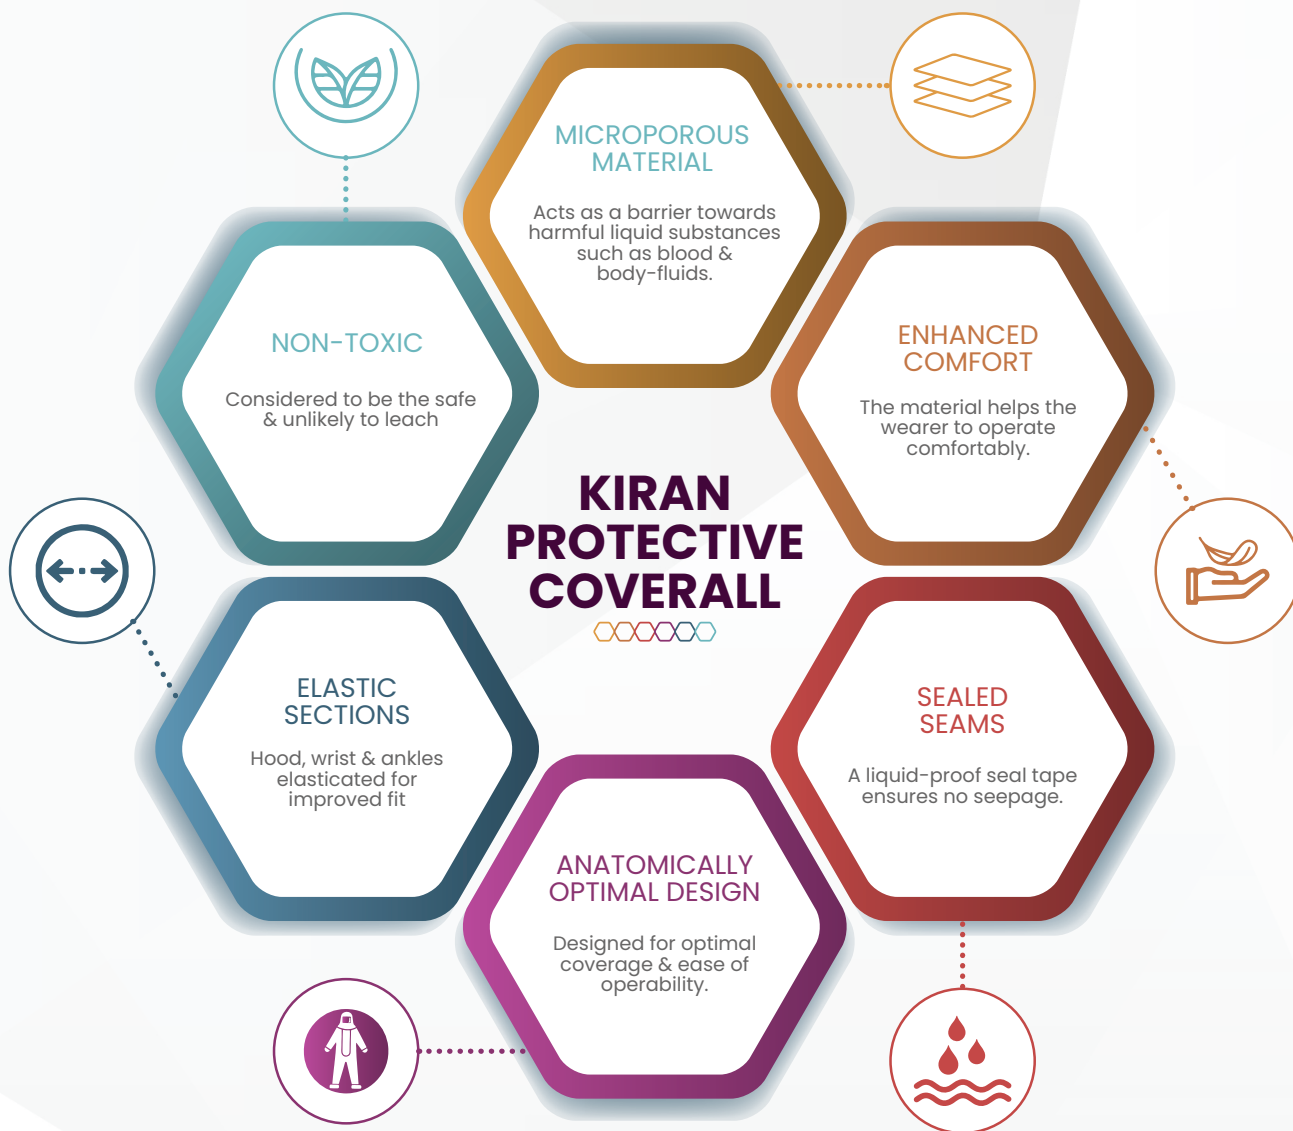 MICROPOROUS
MATERIAL
Acts as a barrier towards
harmful liquid substances
such as blood &
body-fluids.
NON-TOXIC
Considered to be the safe
& unlikely to leach
ENHANCED
COMFORT
The material helps the
wearer to operate
comfortably.
KIRAN
PROTECTIVE
COVERALL
ELASTIC
SECTIONS
Hood, wrist & ankles
elasticated for
improved fit
SEALED
SEAMS
A liquid-proof seal tape
ensures no seepage.
ANATOMICALLY
OPTIMAL DESIGN
Designed for optimal
coverage & ease of
operability.